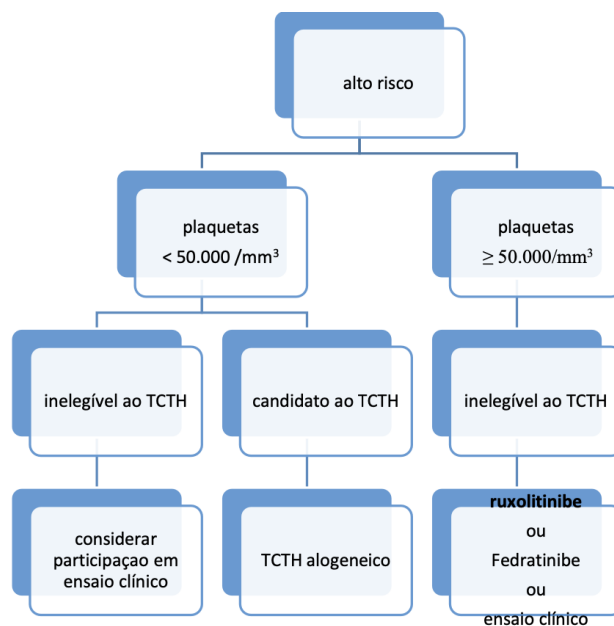 alto risco
plaquetas
< 50.000 /mm³
plaquetas
≥ 50.000/mm³
inelegível ao TCTH
candidato ao TCTH
inelegível ao TCTH
considerar
participaçao em
ensaio clínico
TCTH alogeneico
ruxolitinibe
ou
Fedratinibe
ou
ensaio clínico